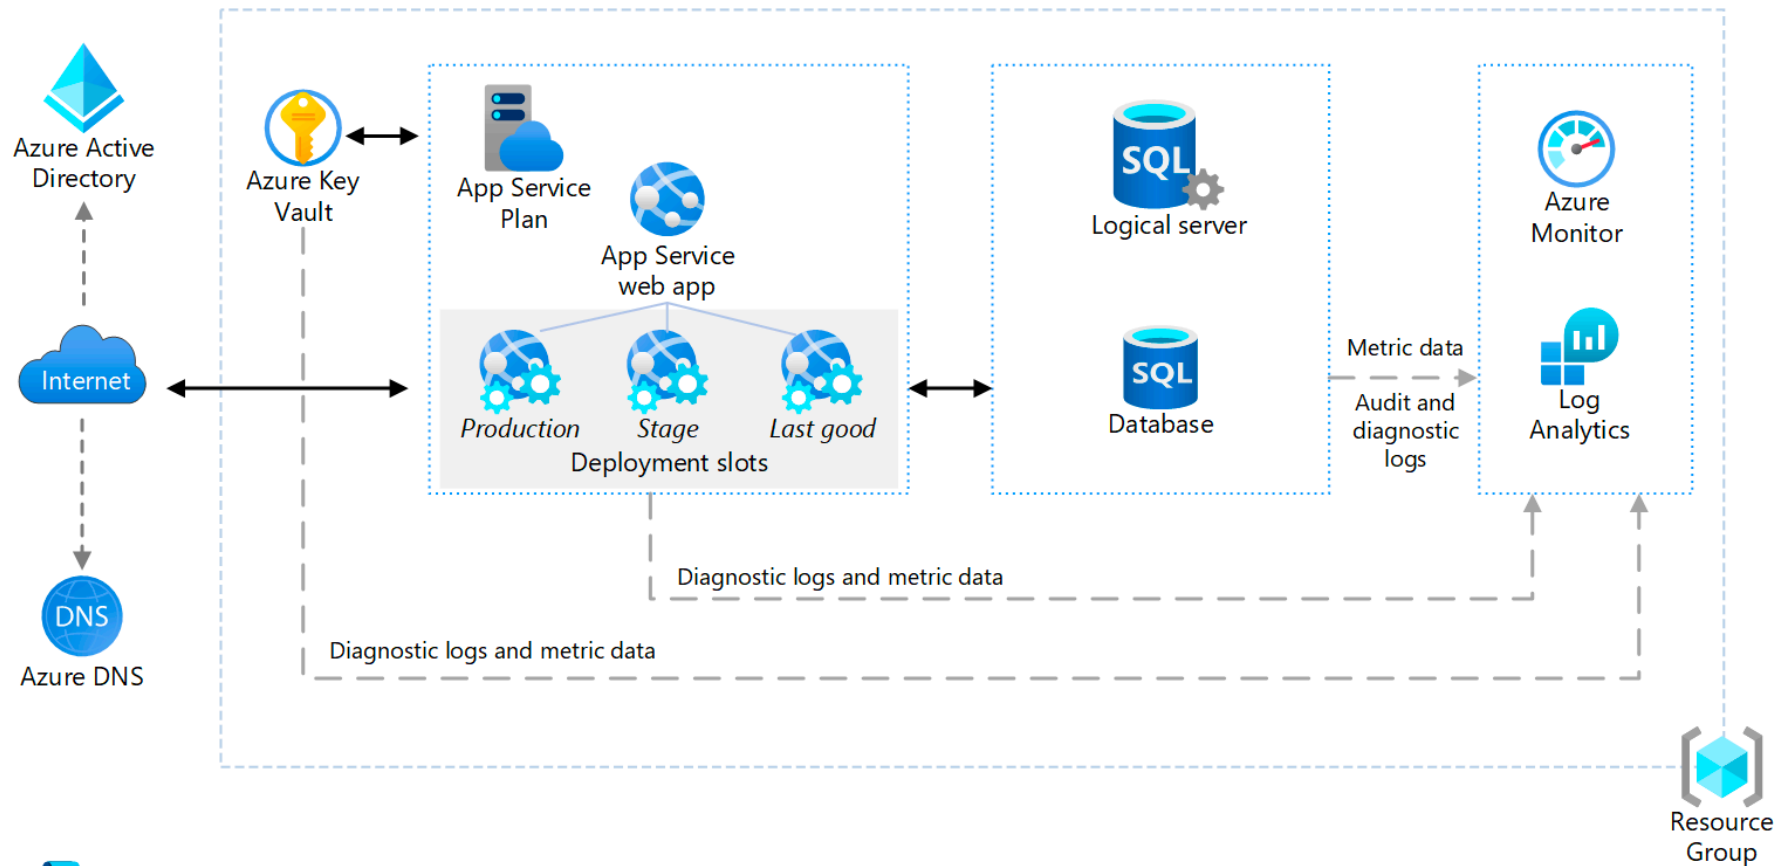 Azure Active
Directory
Internet
DNS
Azure DNS
Azure Key
Vault
App Service
Plan
App Service
web app
Production
Stage
Last good
Deployment slots
SQL
Logical server
SQL
Database
Metric data
Audit and
diagnostic
logs
Azure
Monitor
Log
Analytics
Diagnostic logs and metric data
Diagnostic logs and metric data
Resource
Group